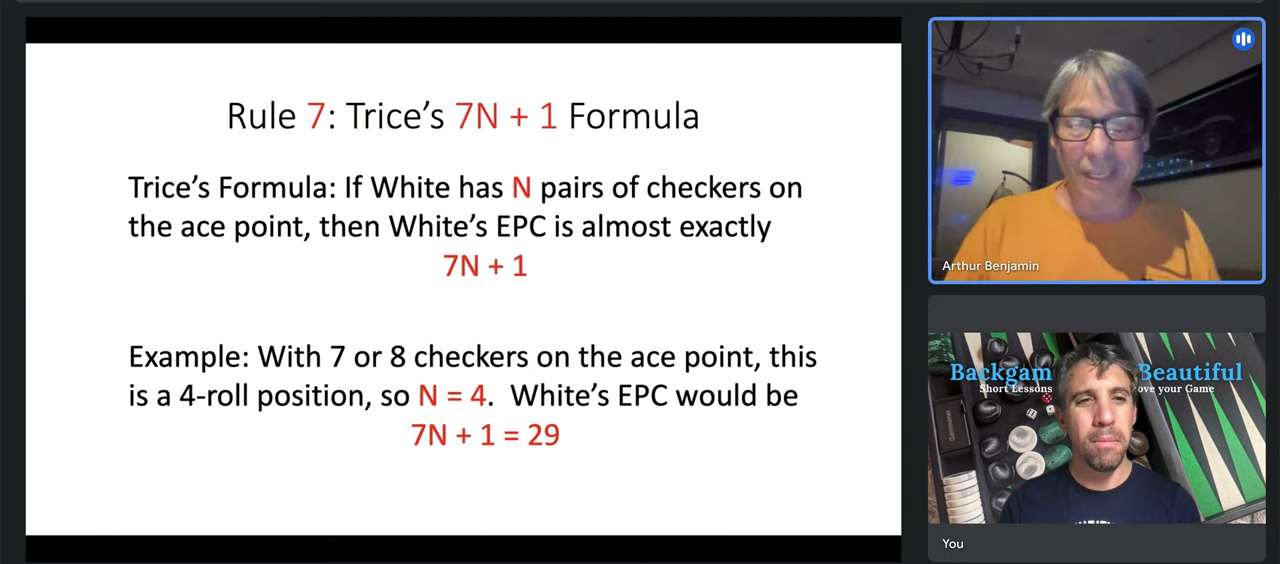 Rule 7: Trice's 7N + 1 Formula
Trice's Formula: If White has N pairs of checkers on
the ace point, then White's EPC is almost exactly
7N + 1
Example: With 7 or 8 checkers on the ace point, this
is a 4-roll position, so N = 4. White's EPC would be
7N + 1 = 29
Arthur Benjamin
Backgam Beautiful
Short Lessons ove your Game
You